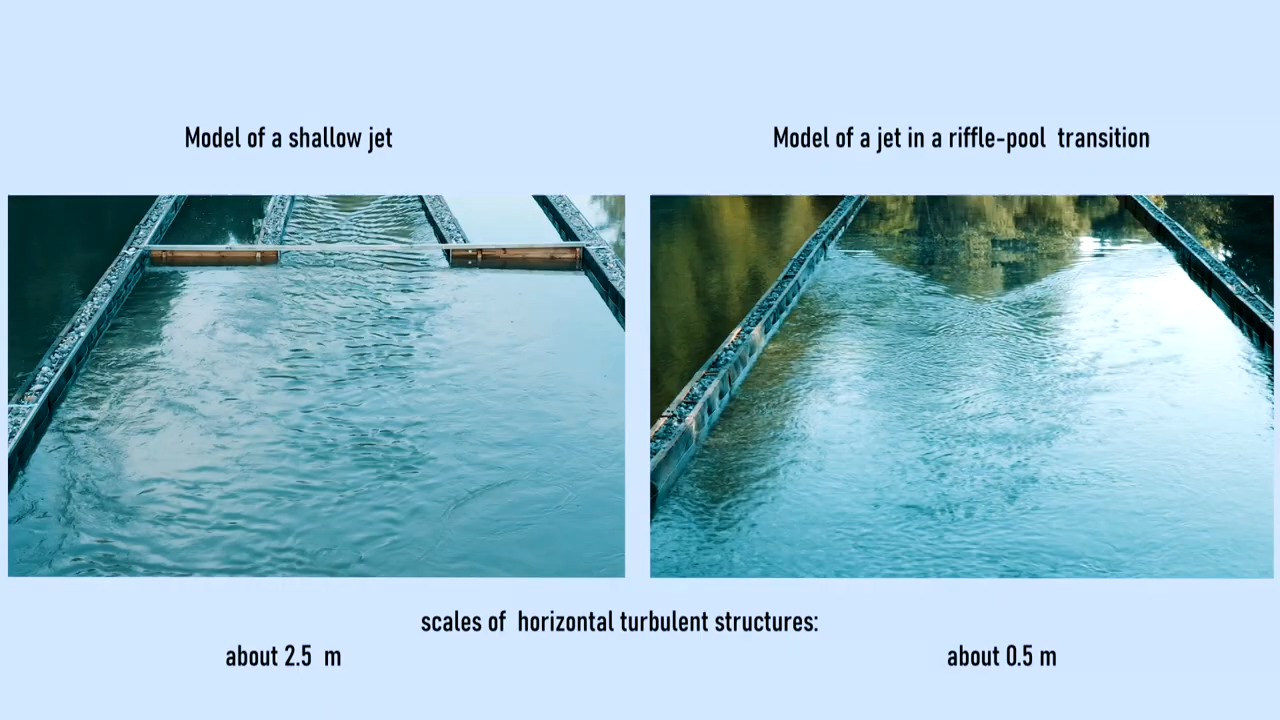 Model of a shallow jet
Model of a jet in a riffle-pool transition
scales of horizontal turbulent structures:
about 2.5 m
about 0.5 m